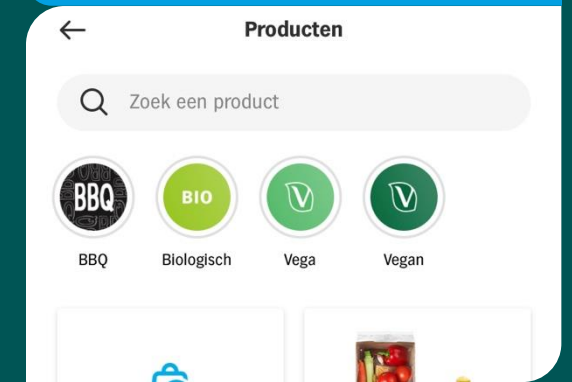 Producten
Zoek een product
BBQ
BIO
V
V
BBQ
Biologisch
Vega
Vegan